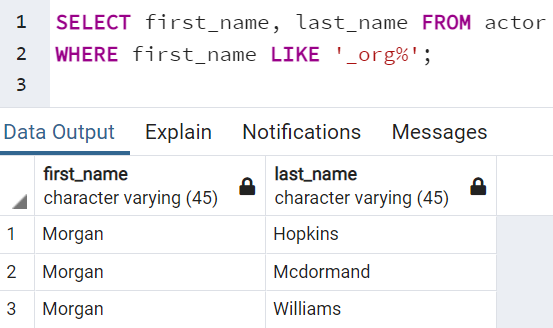 1 SELECT first_name, last_name FROM actor
2 WHERE first_name LIKE '_org%';
3
Data Output Explain Notifications Messages
first_name last_name
character varying (45) character varying (45)
1 Morgan Hopkins
2 Morgan Mcdormand
3 Morgan Williams